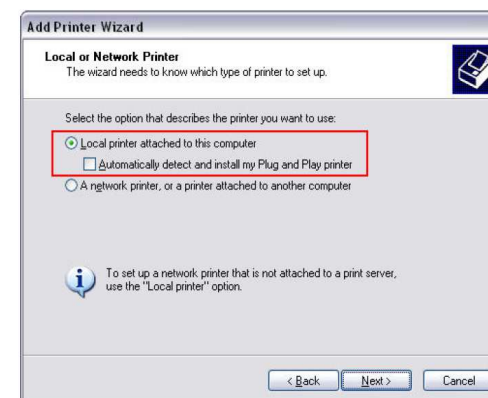 Add Printer Wizard
Local or Network Printer
The wizard needs to know which type of printer to set up.
Select the option that describes the printer you want to use:
Local printer attached to this computer
Automatically detect and install my Plug and Play printer
A network printer, or a printer attached to another computer
To set up a network printer that is not attached to a print server,
use the "Local printer" option.
< Back Next > Cancel